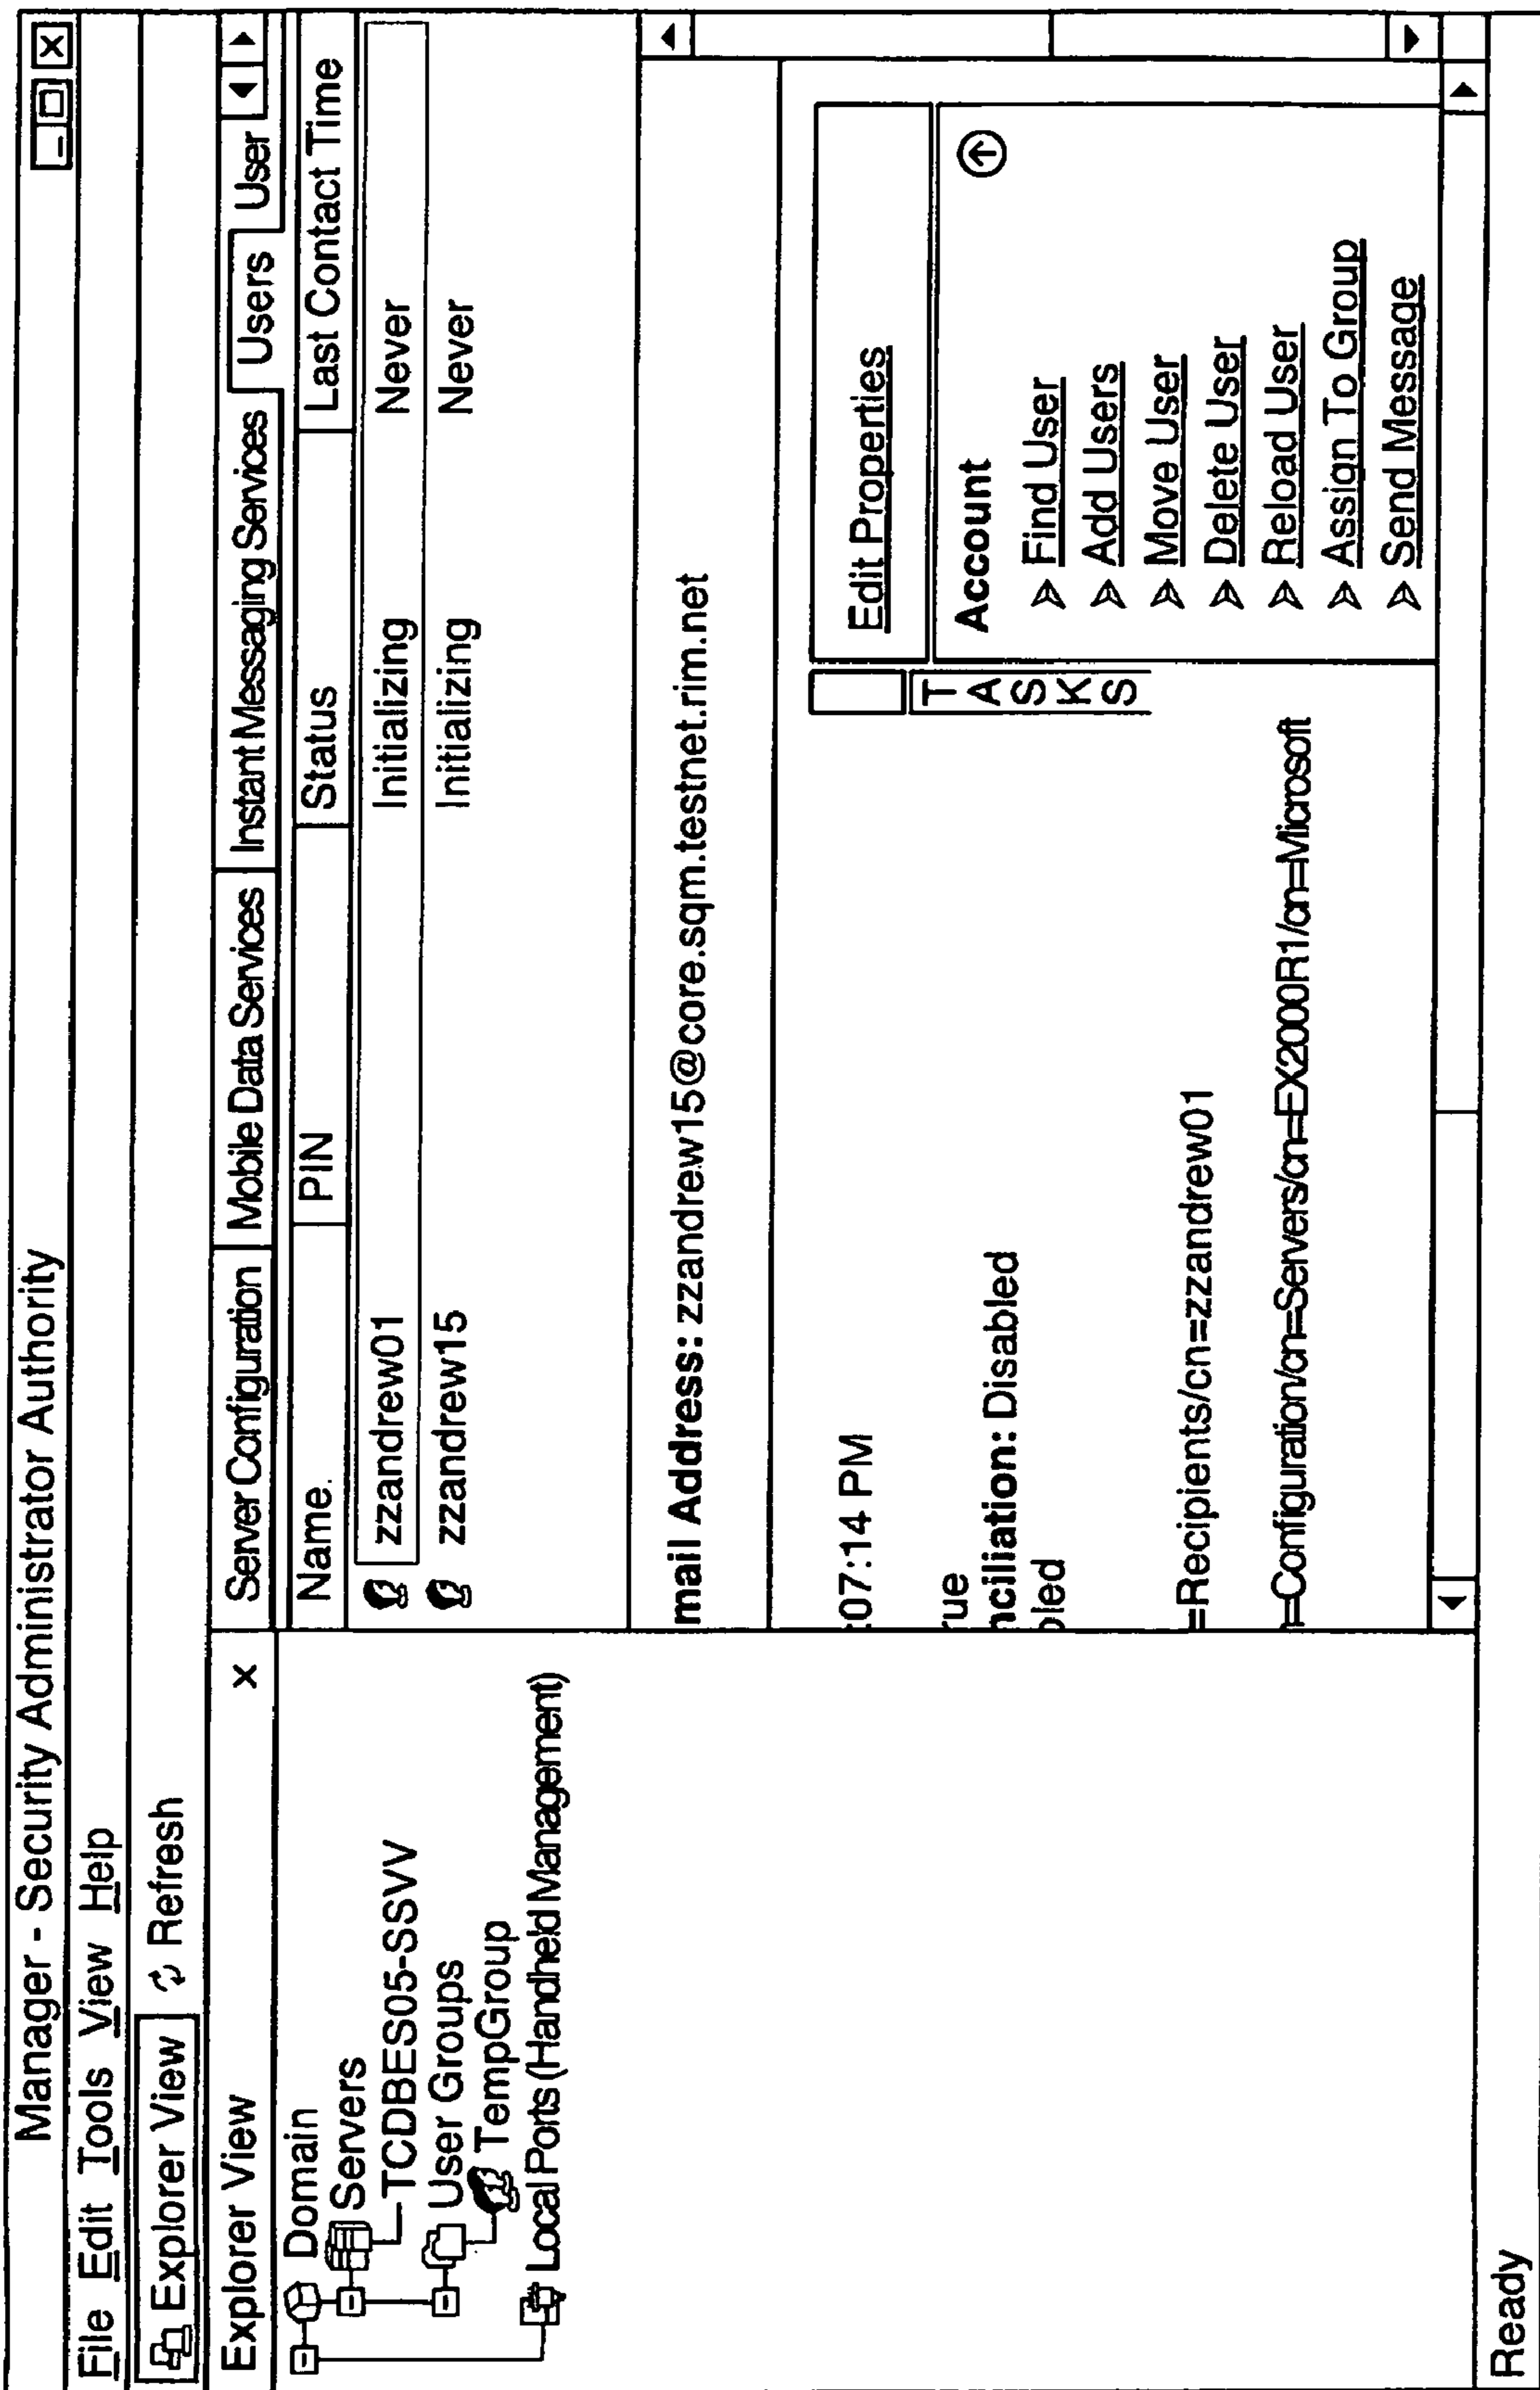 Manager - Security Administrator Authority
File Edit Tools View Help
Explorer View Refresh
Explorer View x
Domain
Servers
TCDBES05-SSVV
User Groups
TempGroup
Local Ports (Handheld Management)
Server Configuration Mobile Data Services Instant Messaging Services Users User
Name PIN Status Last Contact Time
zzandrew01 Initializing Never
zzandrew15 Initializing Never
mail Address: zzandrew15@core.sqm.testnet.rim.net
:07:14 PM
rue
nciliation: Disabled
bled
=Recipients/cn=zzandrew01
=Configuration/cn=Servers/cn=EX2000R1/cn=Microsoft
TASKS
Edit Properties
Account
Find User
Add Users
Move User
Delete User
Reload User
Assign To Group
Send Message
Ready